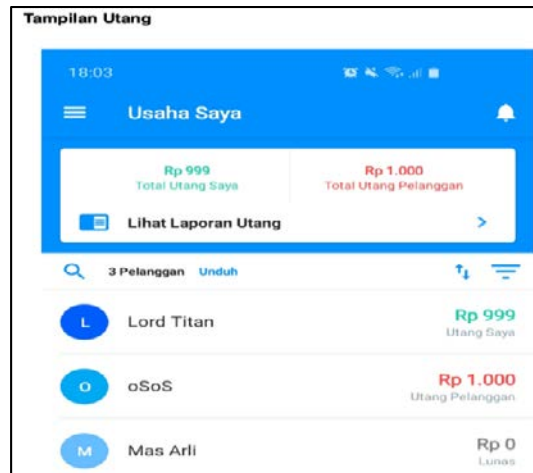 Tampilan Utang
18:03
Usaha Saya
Rp 999 Rp 1.000
Total Utang Saya Total Utang Pelanggan
Lihat Laporan Utang
3 Pelanggan Unduh
L Lord Titan Rp 999
Utang Saya
O oSoS Rp 1.000
Utang Pelanggan
M Mas Arli Rp 0
Lunas